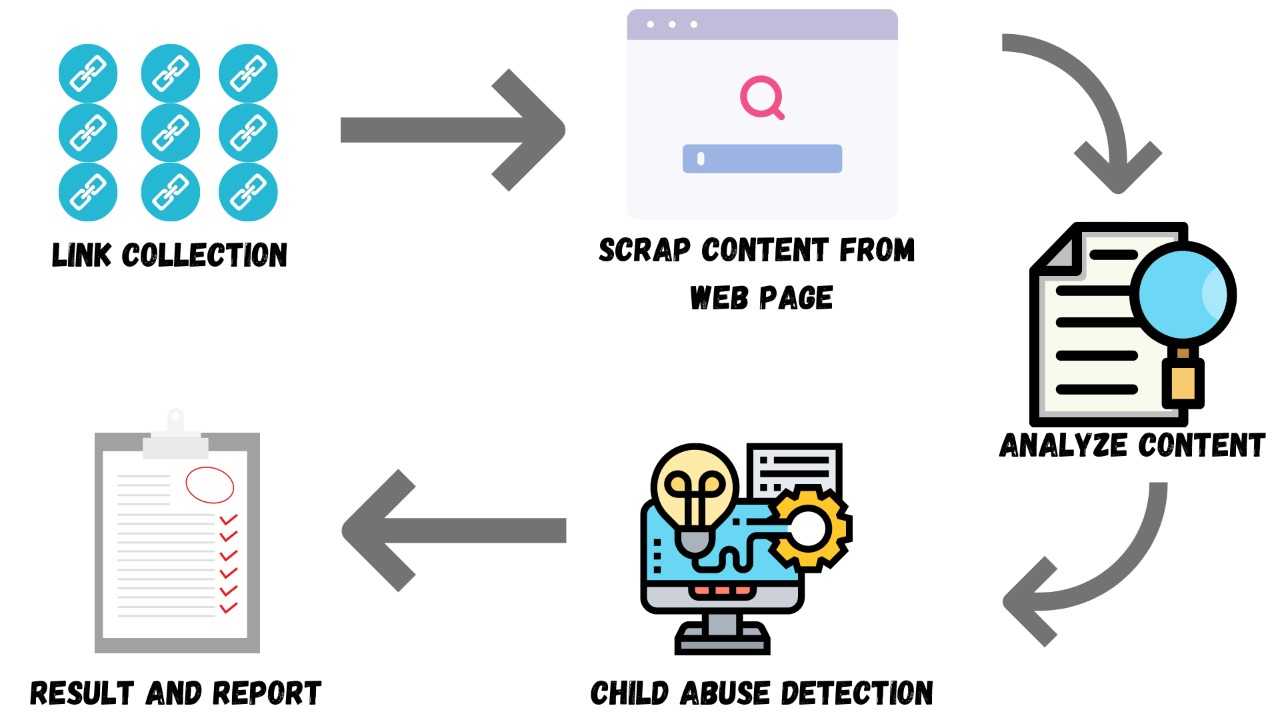 LINK COLLECTION
SCRAP CONTENT FROM
WEB PAGE
ANALYZE CONTENT
CHILD ABUSE DETECTION
RESULT AND REPORT